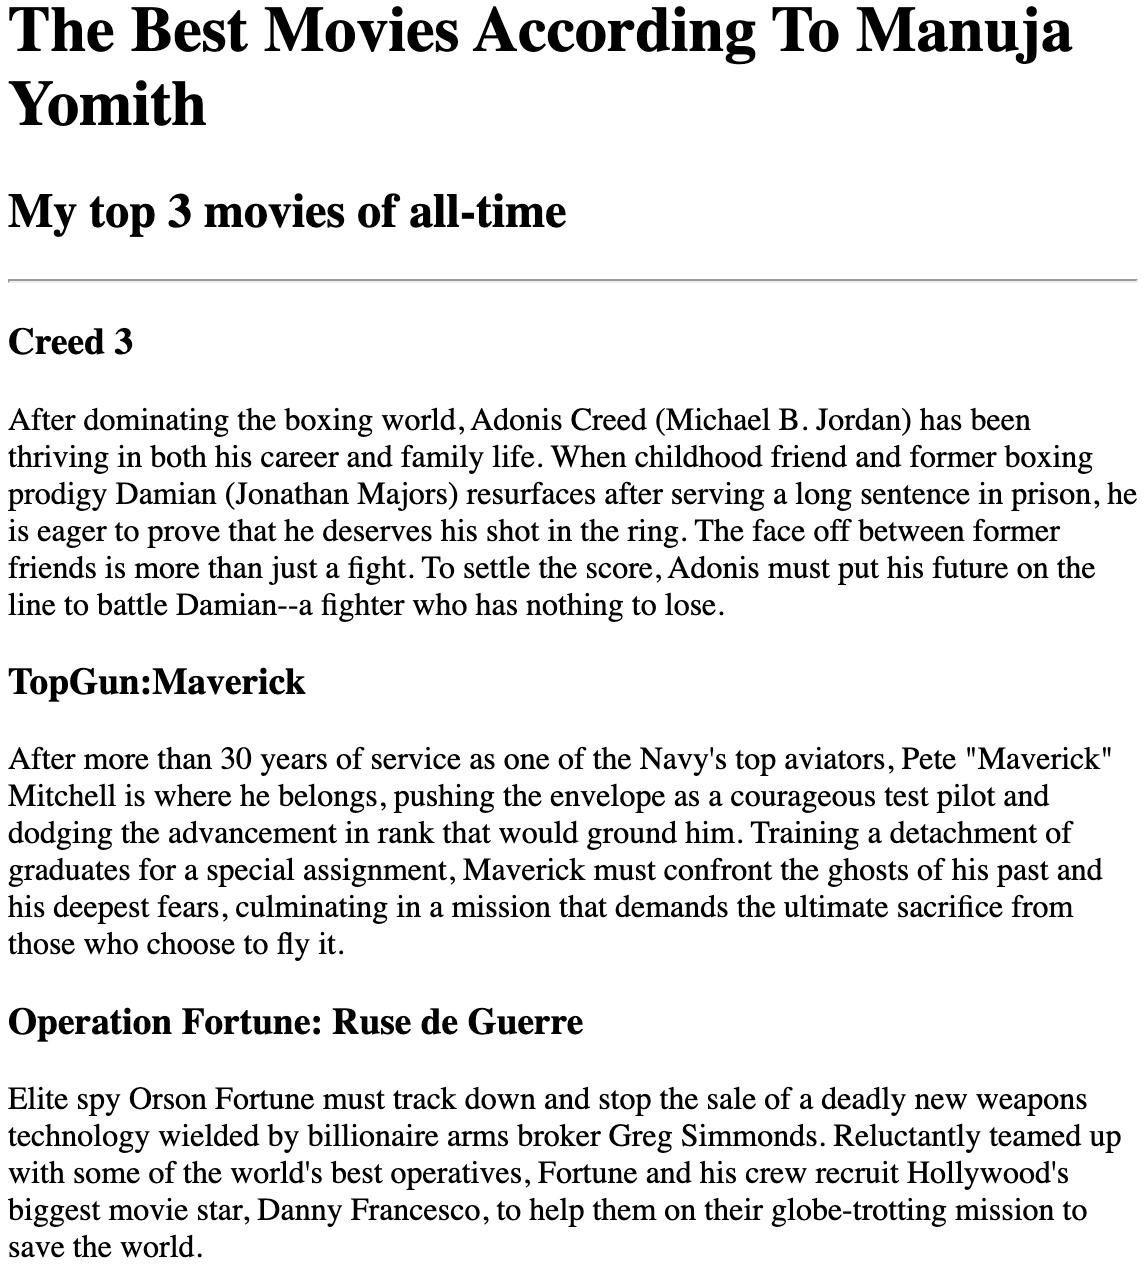 The Best Movies According To Manuja
Yomith
My top 3 movies of all-time
Creed 3
After dominating the boxing world, Adonis Creed (Michael B. Jordan) has been
thriving in both his career and family life. When childhood friend and former boxing
prodigy Damian (Jonathan Majors) resurfaces after serving a long sentence in prison, he
is eager to prove that he deserves his shot in the ring. The face off between former
friends is more than just a fight. To settle the score, Adonis must put his future on the
line to battle Damian--a fighter who has nothing to lose.
TopGun:Maverick
After more than 30 years of service as one of the Navy's top aviators, Pete "Maverick"
Mitchell is where he belongs, pushing the envelope as a courageous test pilot and
dodging the advancement in rank that would ground him. Training a detachment of
graduates for a special assignment, Maverick must confront the ghosts of his past and
his deepest fears, culminating in a mission that demands the ultimate sacrifice from
those who choose to fly it.
Operation Fortune: Ruse de Guerre
Elite spy Orson Fortune must track down and stop the sale of a deadly new weapons
technology wielded by billionaire arms broker Greg Simmonds. Reluctantly teamed up
with some of the world's best operatives, Fortune and his crew recruit Hollywood's
biggest movie star, Danny Francesco, to help them on their globe-trotting mission to
save the world.